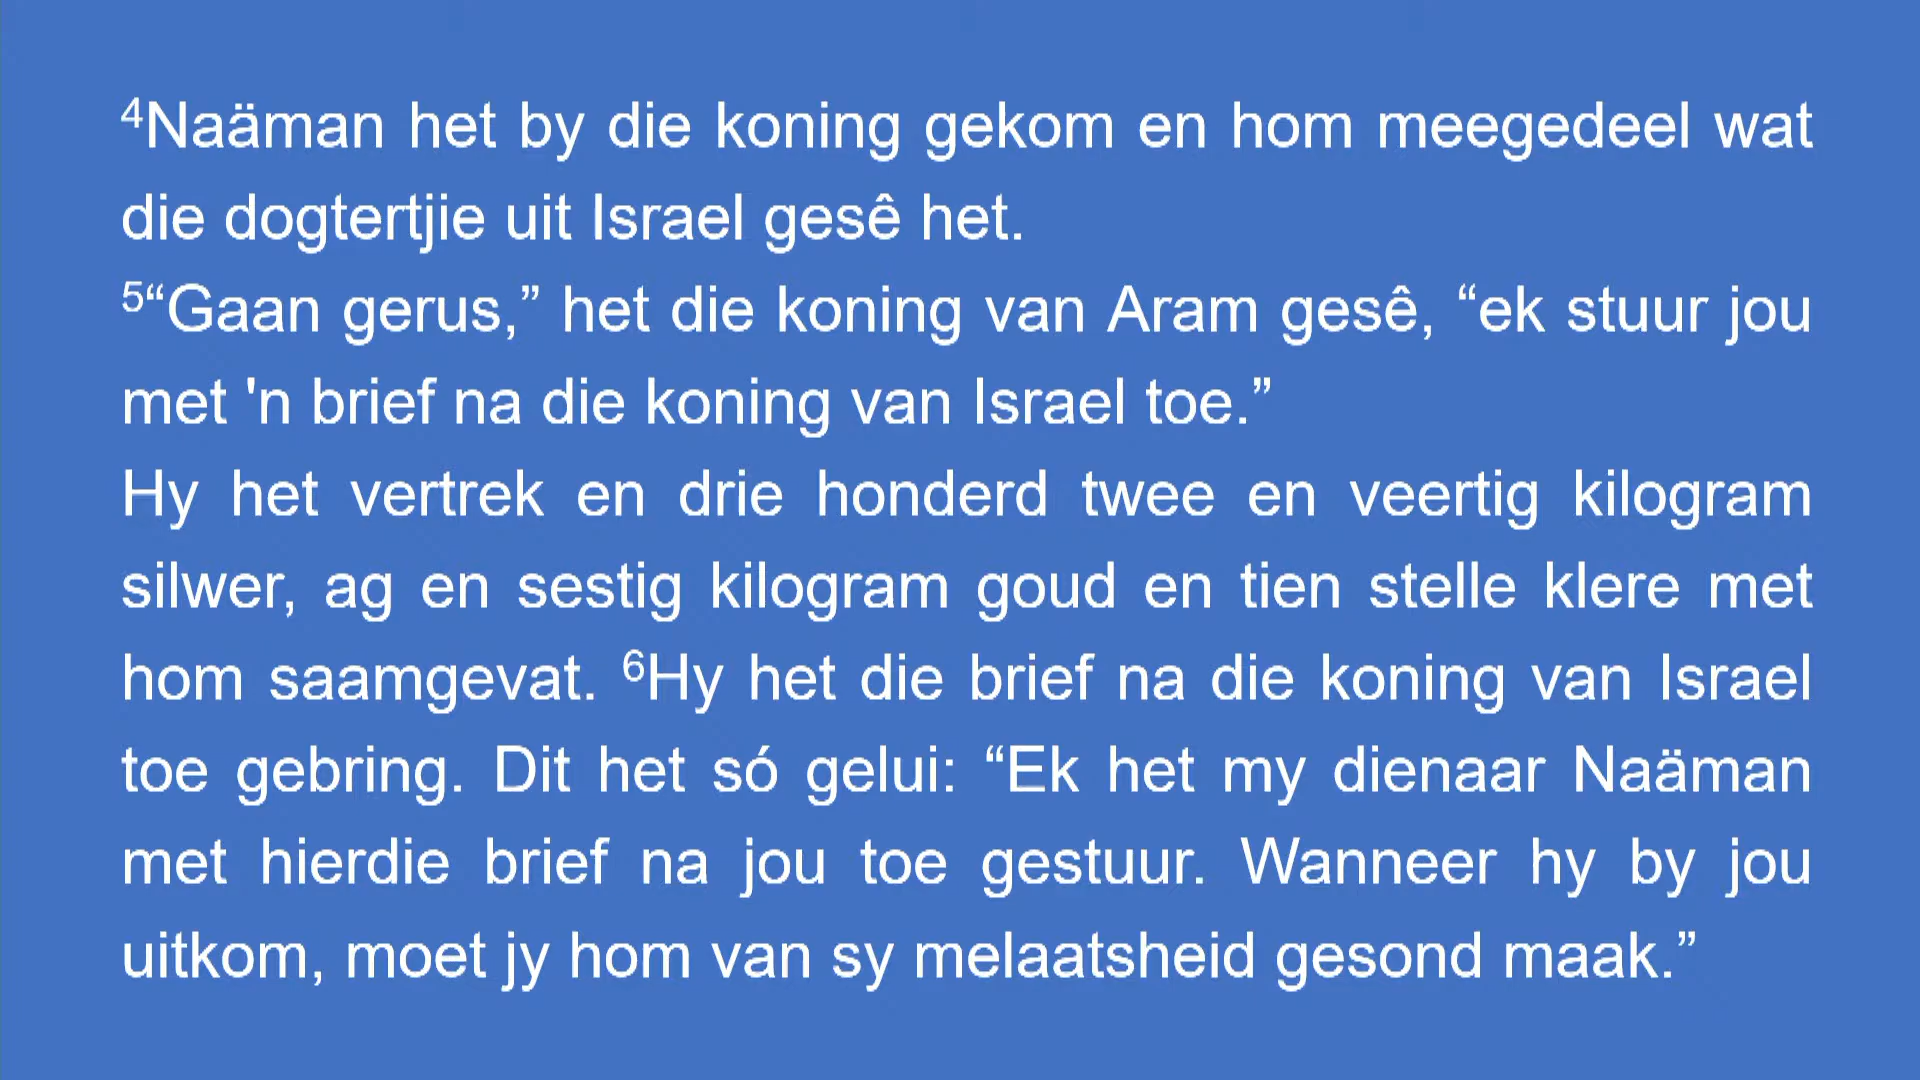 ⁴Naäman het by die koning gekom en hom meegedeel wat
die dogtertjie uit Israel gesê het.
⁵“Gaan gerus,” het die koning van Aram gesê, “ek stuur jou
met 'n brief na die koning van Israel toe.”
Hy het vertrek en drie honderd twee en veertig kilogram
silwer, ag en sestig kilogram goud en tien stelle klere met
hom saamgevat. ⁶Hy het die brief na die koning van Israel
toe gebring. Dit het só gelui: “Ek het my dienaar Naäman
met hierdie brief na jou toe gestuur. Wanneer hy by jou
uitkom, moet jy hom van sy melaatsheid gesond maak.”